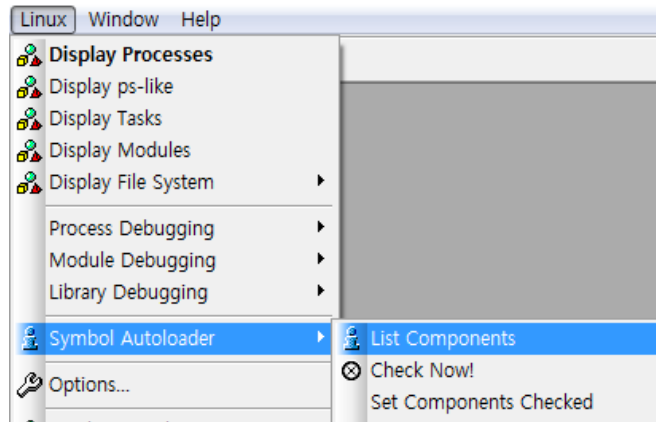 Linux Window Help
Display Processes
Display ps-like
Display Tasks
Display Modules
Display File System
Process Debugging
Module Debugging
Library Debugging
Symbol Autoloader
List Components
Check Now!
Options...
Set Components Checked